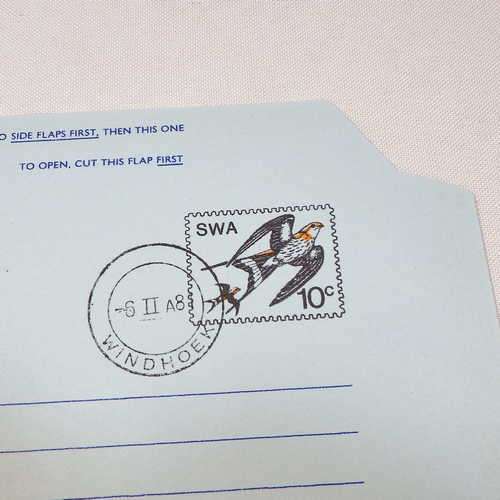 O SIDE FLAPS FIRST, THEN THIS ONE
TO OPEN, CUT THIS FLAP FIRST
SWA
10c
-6 II A8
WINDHOEK